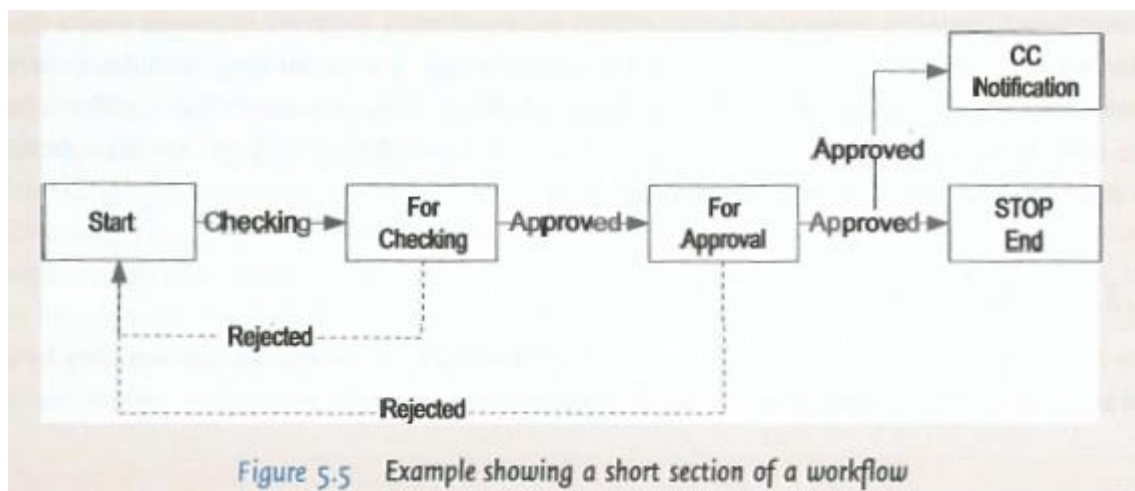 CC
Notification
Approved
Start
Checking
For
Checking
Approved
For
Approval
Approved
STOP
End
Rejected
Rejected
Figure 5.5 Example showing a short section of a workflow